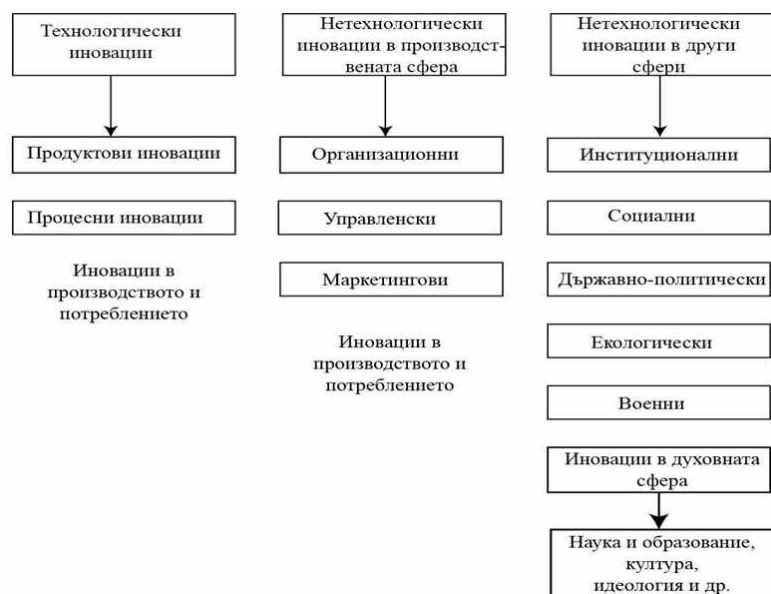 Технологически
иновации
Продуктови иновации
Процесни иновации
Иновации в
производството и
потреблението
Нетехнологически
иновации в производст-
вената сфера
Организационни
Управленски
Маркетингови
Иновации в
производството и
потреблението
Нетехнологически
иновации в други
сфери
Институционални
Социални
Държавно-политически
Екологически
Военни
Иновации в духовната
сфера
Наука и образование,
култура,
идеология и др.